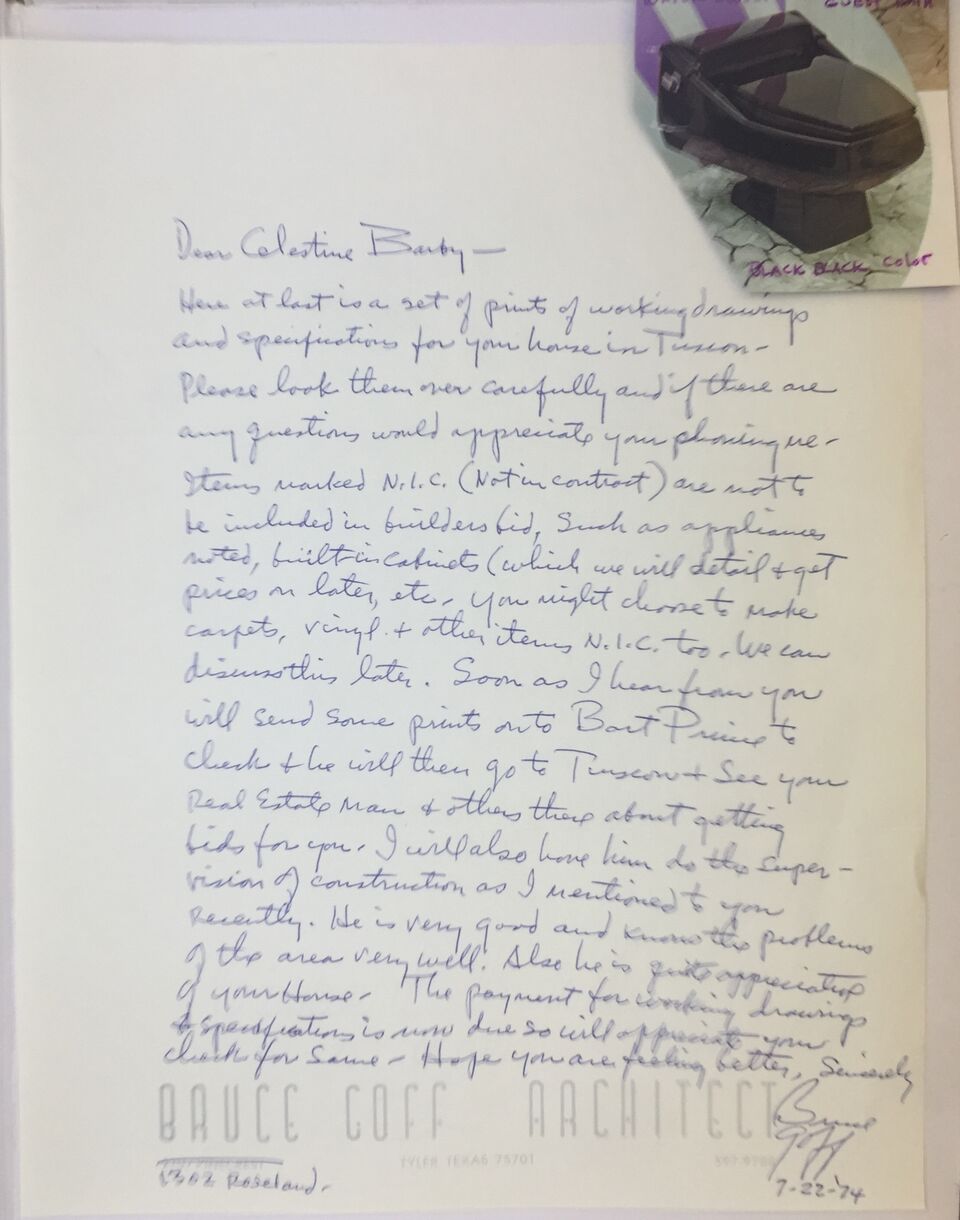 GUEST BATH
BLACK BLACK, COLOR
Dear Celestine Barby —
Here at last is a set of prints of working drawings
and specifications for your house in Tuscon –
Please look them over carefully and if there are
any questions would appreciate your phoning me –
Items marked N.I.C. (Not in contract) are not to
be included in builders bid, Such as appliances
noted, built-in cabinets (which we will detail + get
prices on later, etc. You might choose to make
carpets, vinyl + other items N.I.C. too. We can
discuss this later. Soon as I hear from you
will send some prints on to Bart Prince to
check + he will then go to Tuscon + See your
Real Estate Man + others there about getting
bids for you. I will also have him do the super-
vision of construction as I mentioned to you
recently. He is very good and knows the problems
of the area very well. Also he is quite appreciative
of your House – The payment for working drawings
+ specifications is now due so will appreciate your
check for same – Hope you are feeling better, Sincerely
Bruce
Goff
BRUCE GOFF ARCHITECT
TYLER TEXAS 75701
1302 Roseland.
7-22-'74